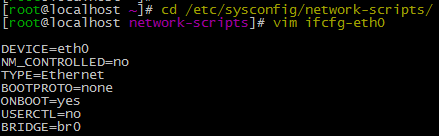 [root@localhost ~]# cd /etc/sysconfig/network-scripts/
[root@localhost network-scripts]# vim ifcfg-eth0
DEVICE=eth0
NM_CONTROLLED=no
TYPE=Ethernet
BOOTPROTO=none
ONBOOT=yes
USERCTL=no
BRIDGE=br0